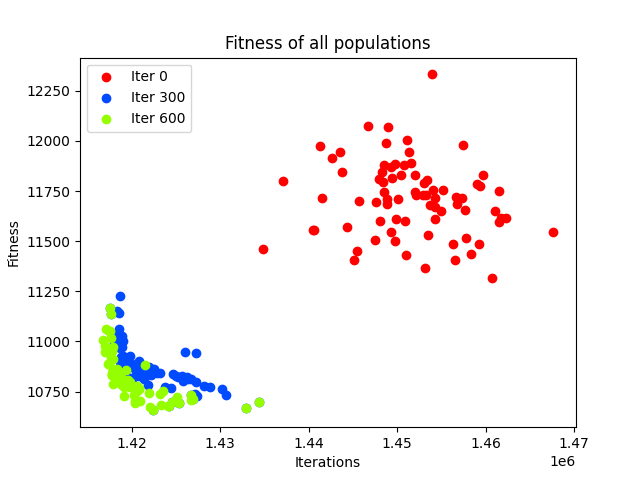 Fitness of all populations
Iter 0
Iter 300
Iter 600
Fitness
12250
12000
11750
11500
11250
11000
10750
1.42
1.43
1.44
1.45
1.46
1.47
1e6
Iterations